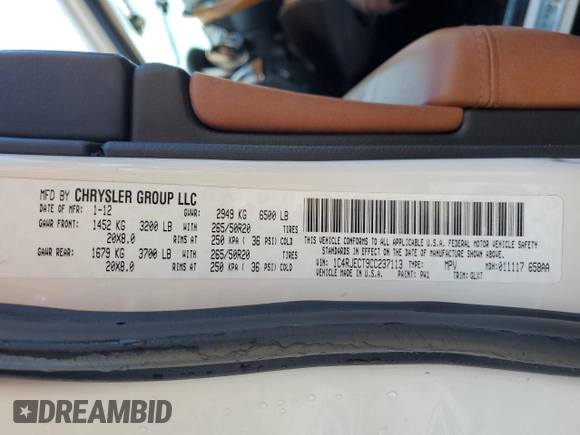 MFD BY CHRYSLER GROUP LLC
DATE OF MFR: 1-12 GVWR: 2949 KG 6500 LB
GAWR FRONT: 1452 KG 3200 LB WITH TIRES 265/50R20
20X8.0 RIMS AT 250 KPA ( 36 PSI) COLD
GAWR REAR: 1679 KG 3700 LB WITH TIRES 265/50R20
20X8.0 RIMS AT 250 KPA ( 36 PSI) COLD
THIS VEHICLE CONFORMS TO ALL APPLICABLE U.S.A. FEDERAL MOTOR VEHICLE SAFETY
STANDARDS IN EFFECT ON THE DATE OF MANUFACTURE SHOWN ABOVE.
VIN: 1C4RJECT9CC237113 TYPE: MPV MDH: 011117 658AA
VEHICLE MADE IN U.S.A. PAINT: PW1 TRIM: GLVT
DREAMBID